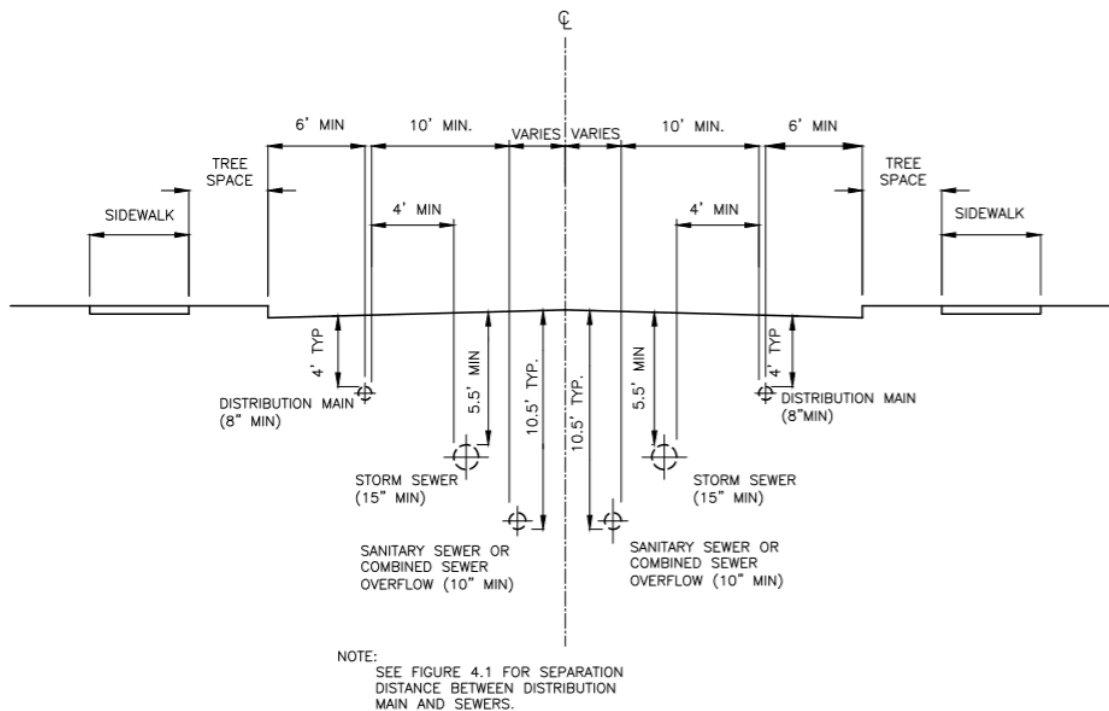 ℄
6' MIN
10' MIN.
VARIES
VARIES
10' MIN.
6' MIN
TREE
SPACE
TREE
SPACE
4' MIN
4' MIN
SIDEWALK
SIDEWALK
4' TYP
5.5' MIN
10.5' TYP.
10.5' TYP.
5.5' MIN
4' TYP
DISTRIBUTION MAIN
(8" MIN)
DISTRIBUTION MAIN
(8"MIN)
STORM SEWER
(15" MIN)
STORM SEWER
(15" MIN)
SANITARY SEWER OR
COMBINED SEWER
OVERFLOW (10" MIN)
SANITARY SEWER OR
COMBINED SEWER
OVERFLOW (10" MIN)
NOTE:
SEE FIGURE 4.1 FOR SEPARATION
DISTANCE BETWEEN DISTRIBUTION
MAIN AND SEWERS.